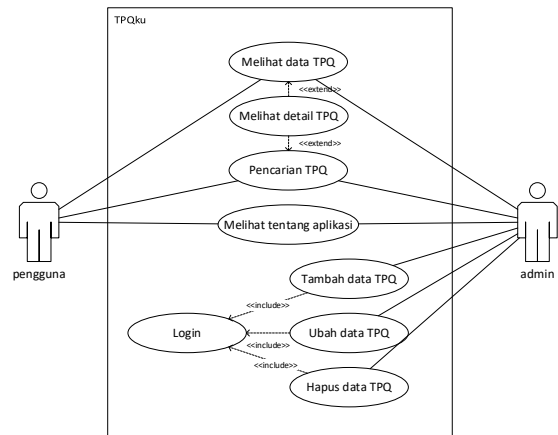 TPQku
Melihat data TPQ
<<extend>>
Melihat detail TPQ
<<extend>>
Pencarian TPQ
Melihat tentang aplikasi
pengguna
admin
Tambah data TPQ
<<include>>
Login
Ubah data TPQ
<<include>>
<<include>>
Hapus data TPQ